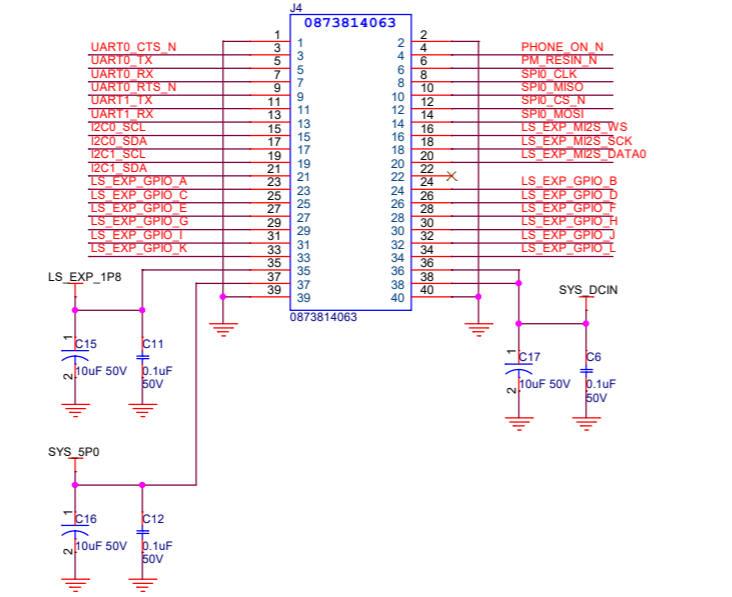 J4
0873814063
1 1 2 2
UART0_CTS_N 3 3 4 4 PHONE_ON_N
UART0_TX 5 5 6 6 PM_RESIN_N
UART0_RX 7 7 8 8 SPI0_CLK
UART0_RTS_N 9 9 10 10 SPI0_MISO
UART1_TX 11 11 12 12 SPI0_CS_N
UART1_RX 13 13 14 14 SPI0_MOSI
I2C0_SCL 15 15 16 16 LS_EXP_MI2S_WS
I2C0_SDA 17 17 18 18 LS_EXP_MI2S_SCK
I2C1_SCL 19 19 20 20 LS_EXP_MI2S_DATA0
I2C1_SDA 21 21 22 22
LS_EXP_GPIO_A 23 23 24 24 LS_EXP_GPIO_B
LS_EXP_GPIO_C 25 25 26 26 LS_EXP_GPIO_D
LS_EXP_GPIO_E 27 27 28 28 LS_EXP_GPIO_F
LS_EXP_GPIO_G 29 29 30 30 LS_EXP_GPIO_H
LS_EXP_GPIO_I 31 31 32 32 LS_EXP_GPIO_J
LS_EXP_GPIO_K 33 33 34 34 LS_EXP_GPIO_L
35 35 36 36
LS_EXP_1P8 37 37 38 38
39 39 40 40 SYS_DCIN
0873814063
1 C15 C11 1 C17 C6
2 10uF 50V 0.1uF 2 10uF 50V 0.1uF
50V 50V
SYS_5P0
1 C16 C12
2 10uF 50V 0.1uF
50V